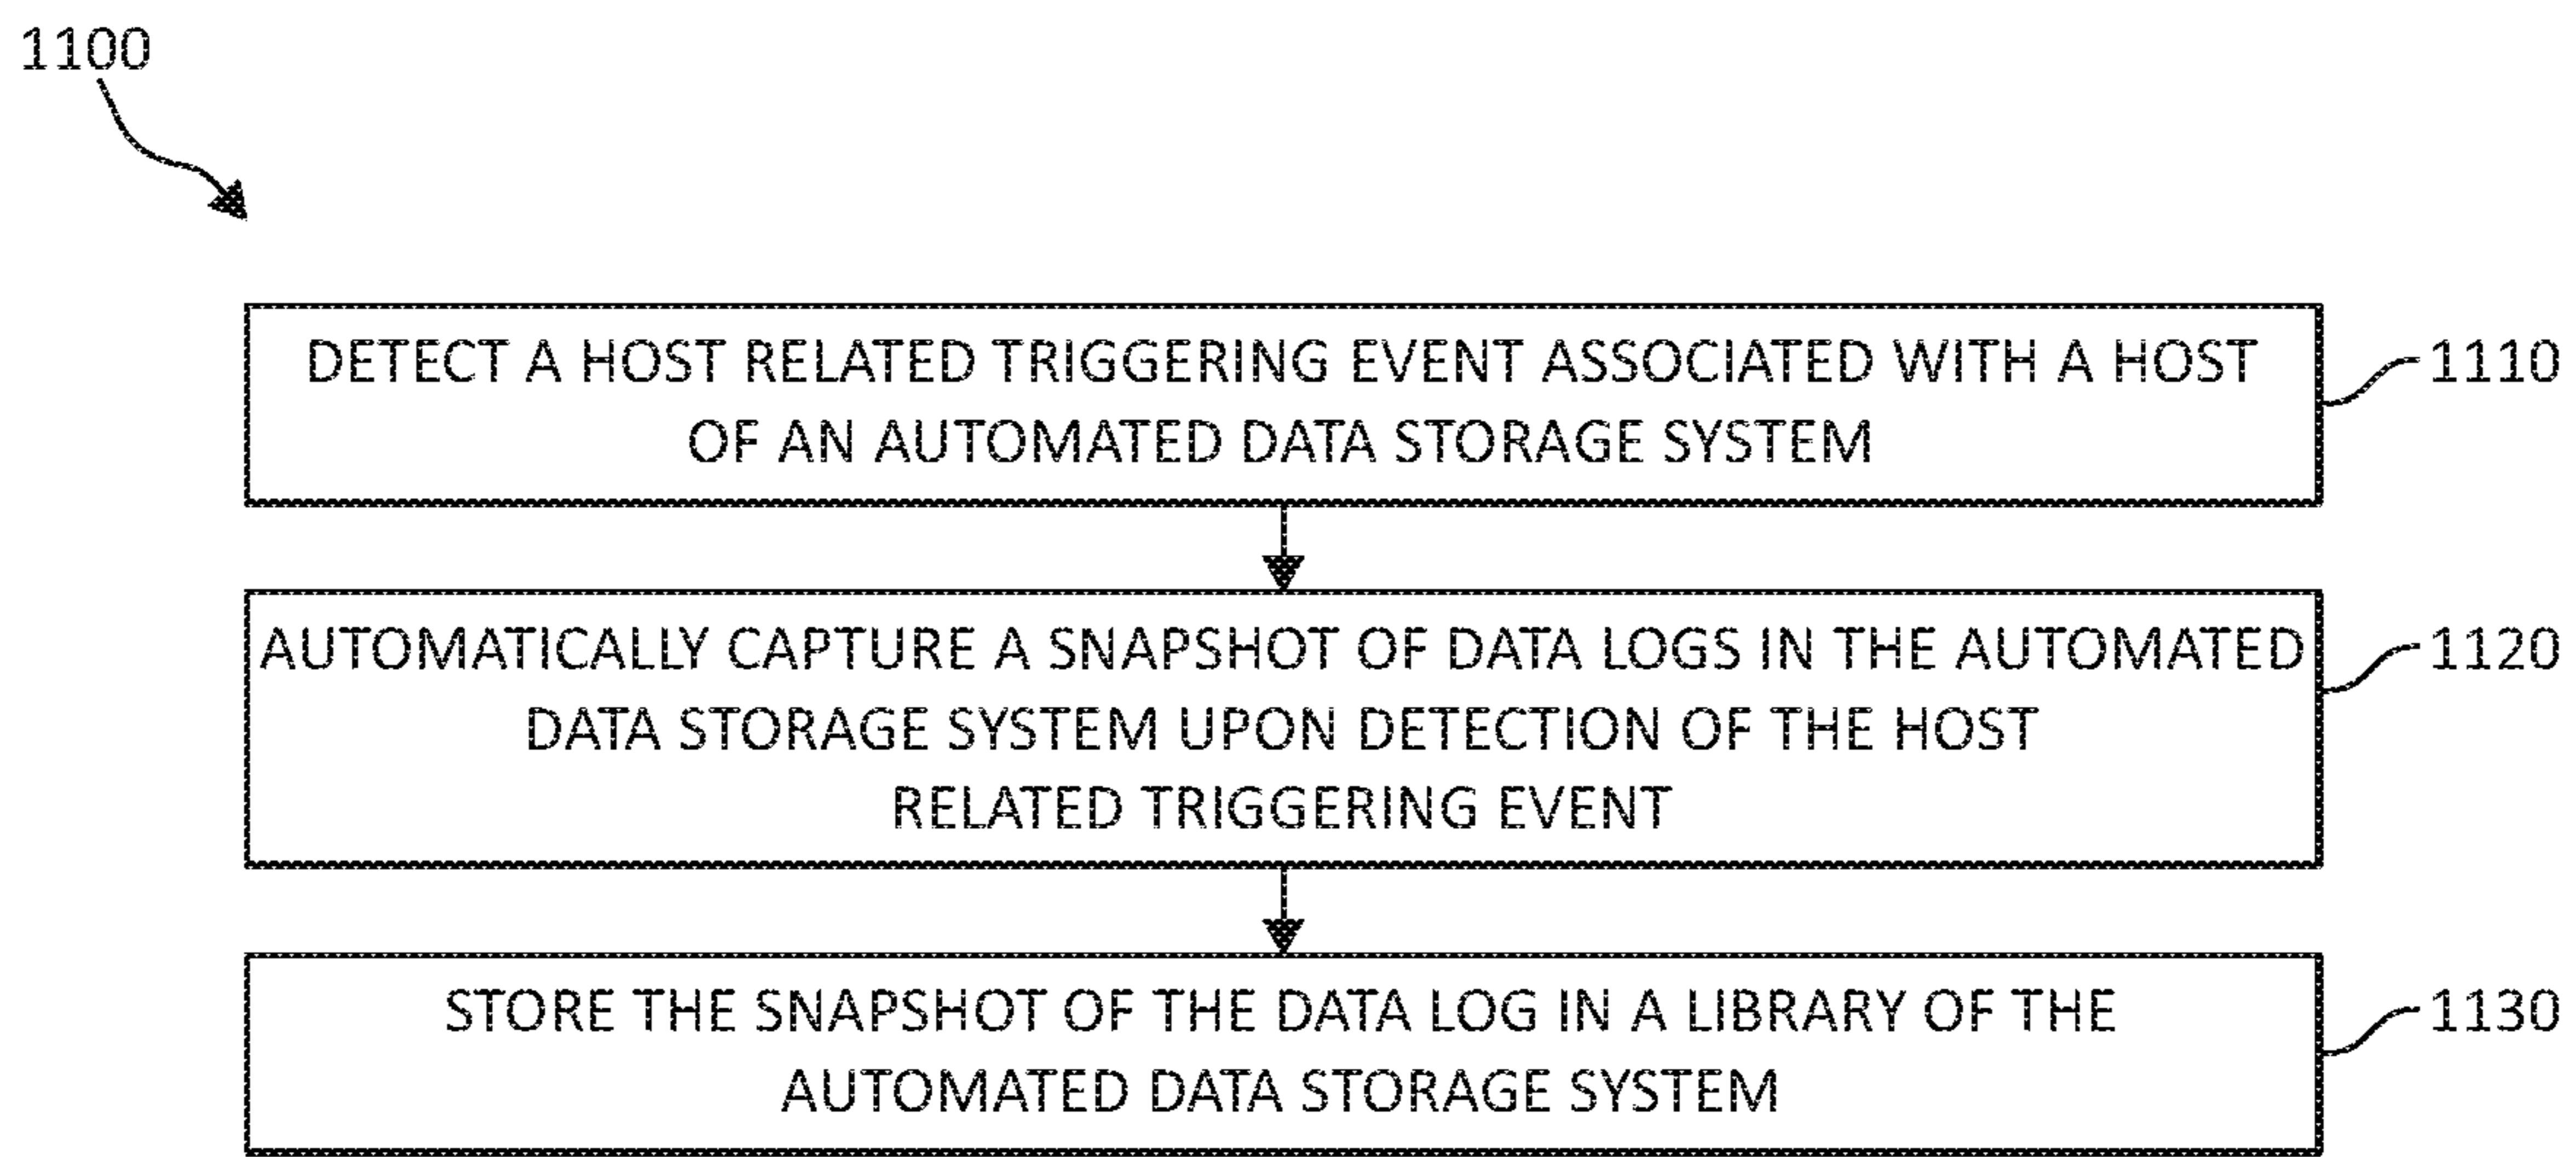 1100
DETECT A HOST RELATED TRIGGERING EVENT ASSOCIATED WITH A HOST
OF AN AUTOMATED DATA STORAGE SYSTEM
1110
AUTOMATICALLY CAPTURE A SNAPSHOT OF DATA LOGS IN THE AUTOMATED
DATA STORAGE SYSTEM UPON DETECTION OF THE HOST
RELATED TRIGGERING EVENT
1120
STORE THE SNAPSHOT OF THE DATA LOG IN A LIBRARY OF THE
AUTOMATED DATA STORAGE SYSTEM
1130